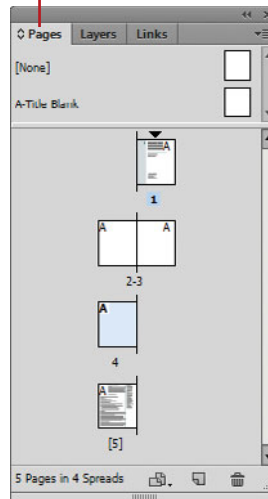 Pages Layers Links
[None]
A-Title Blank
A
1
A A
2-3
A
4
A
[5]
5 Pages in 4 Spreads